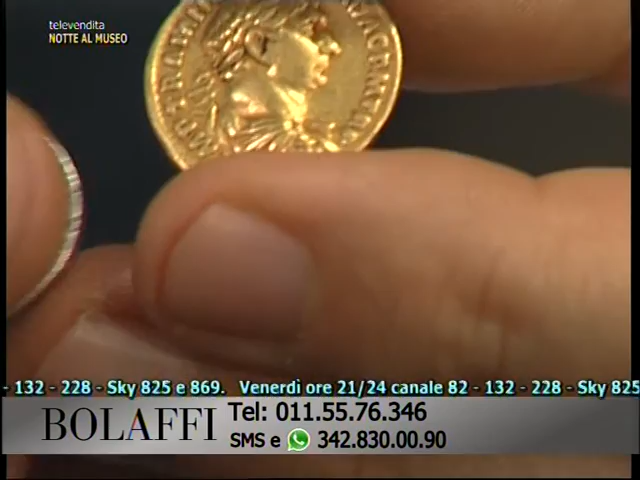 televendita
NOTTE AL MUSEO
- 132 - 228 - Sky 825 e 869. Venerdì ore 21/24 canale 82 - 132 - 228 - Sky 825
BOLAFFI
Tel: 011.55.76.346
SMS e 342.830.00.90